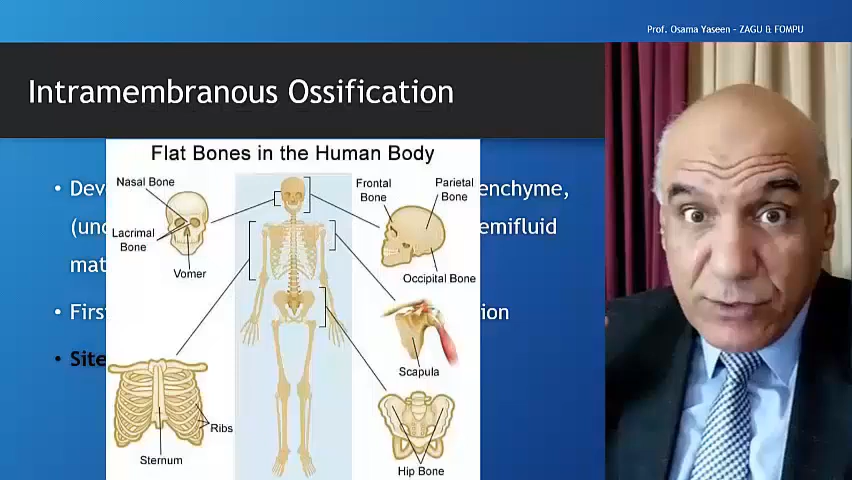 Prof. Osama Yaseen - ZAGU & FOMPU
Intramembranous Ossification
Flat Bones in the Human Body
Nasal Bone
Frontal
Bone
Parietal
Bone
Lacrimal
Bone
Vomer
Occipital Bone
Scapula
Ribs
Sternum
Hip Bone
• Dev enchyme,
(und emifluid
mat
• Firs ion
• Site